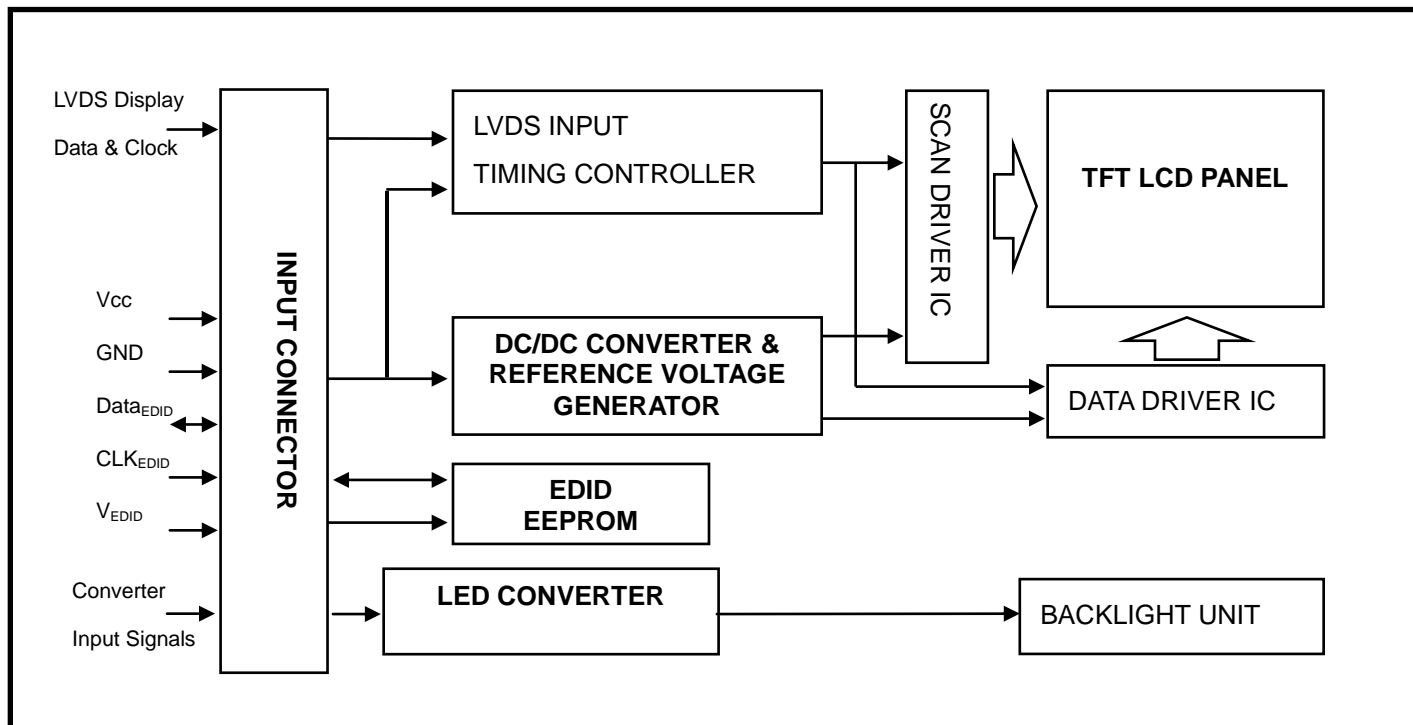 LVDS Display
Data & Clock
Vcc
GND
DataEDID
CLKEDID
VEDID
Converter
Input Signals
INPUT CONNECTOR
LVDS INPUT
TIMING CONTROLLER
DC/DC CONVERTER &
REFERENCE VOLTAGE
GENERATOR
EDID
EEPROM
LED CONVERTER
SCAN DRIVER IC
TFT LCD PANEL
DATA DRIVER IC
BACKLIGHT UNIT